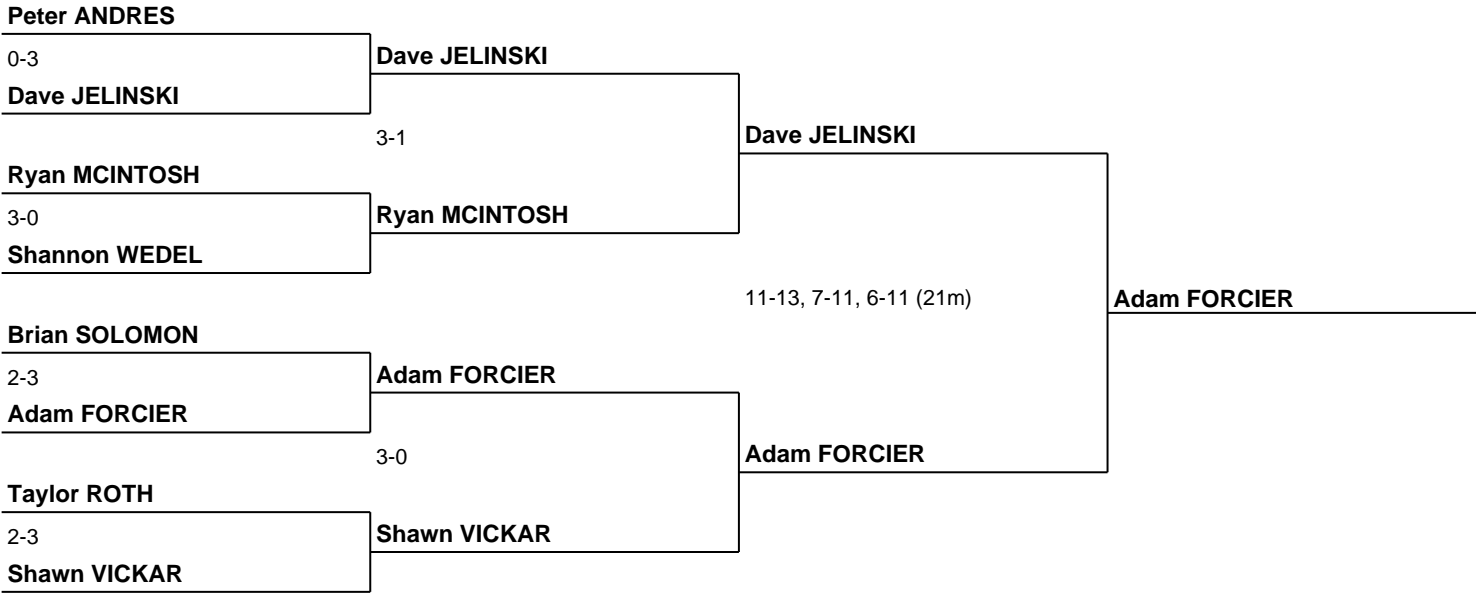 Peter ANDRES
0-3
Dave JELINSKI
Dave JELINSKI
3-1
Dave JELINSKI
Ryan MCINTOSH
3-0
Ryan MCINTOSH
Shannon WEDEL
11-13, 7-11, 6-11 (21m)
Adam FORCIER
Brian SOLOMON
2-3
Adam FORCIER
Adam FORCIER
3-0
Adam FORCIER
Taylor ROTH
2-3
Shawn VICKAR
Shawn VICKAR